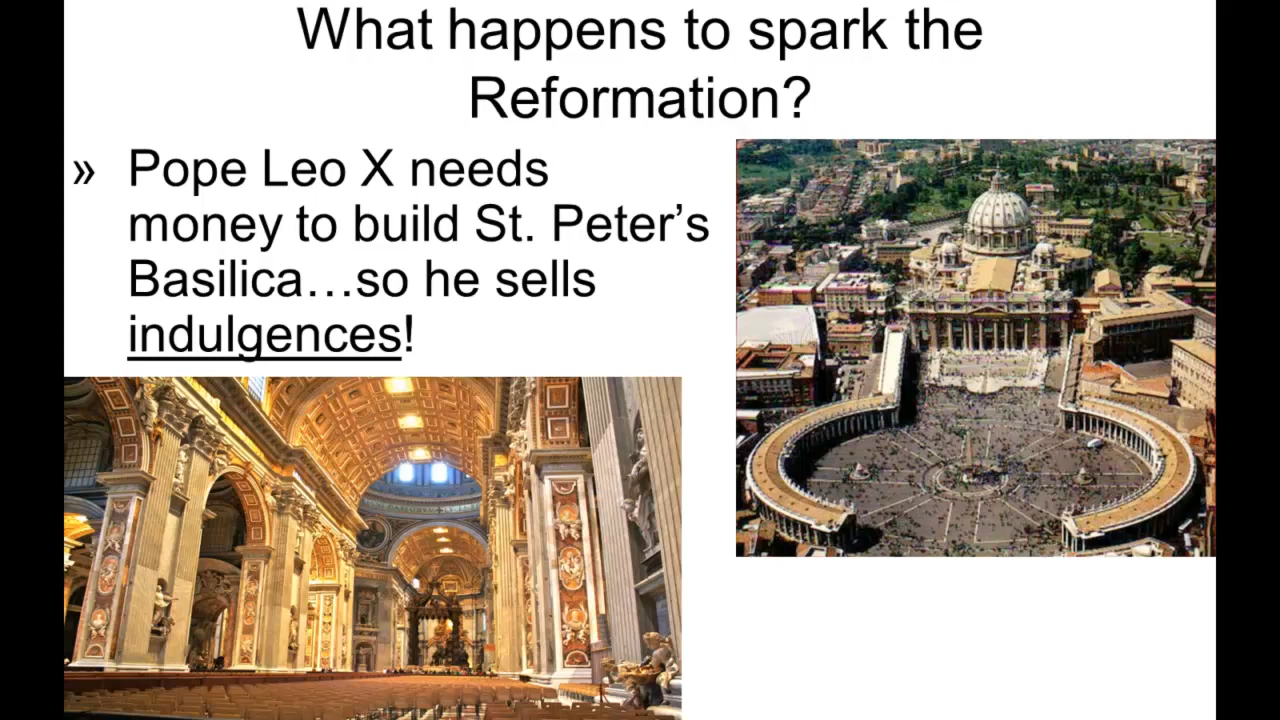 What happens to spark the
Reformation?
» Pope Leo X needs
money to build St. Peter’s
Basilica…so he sells
indulgences!